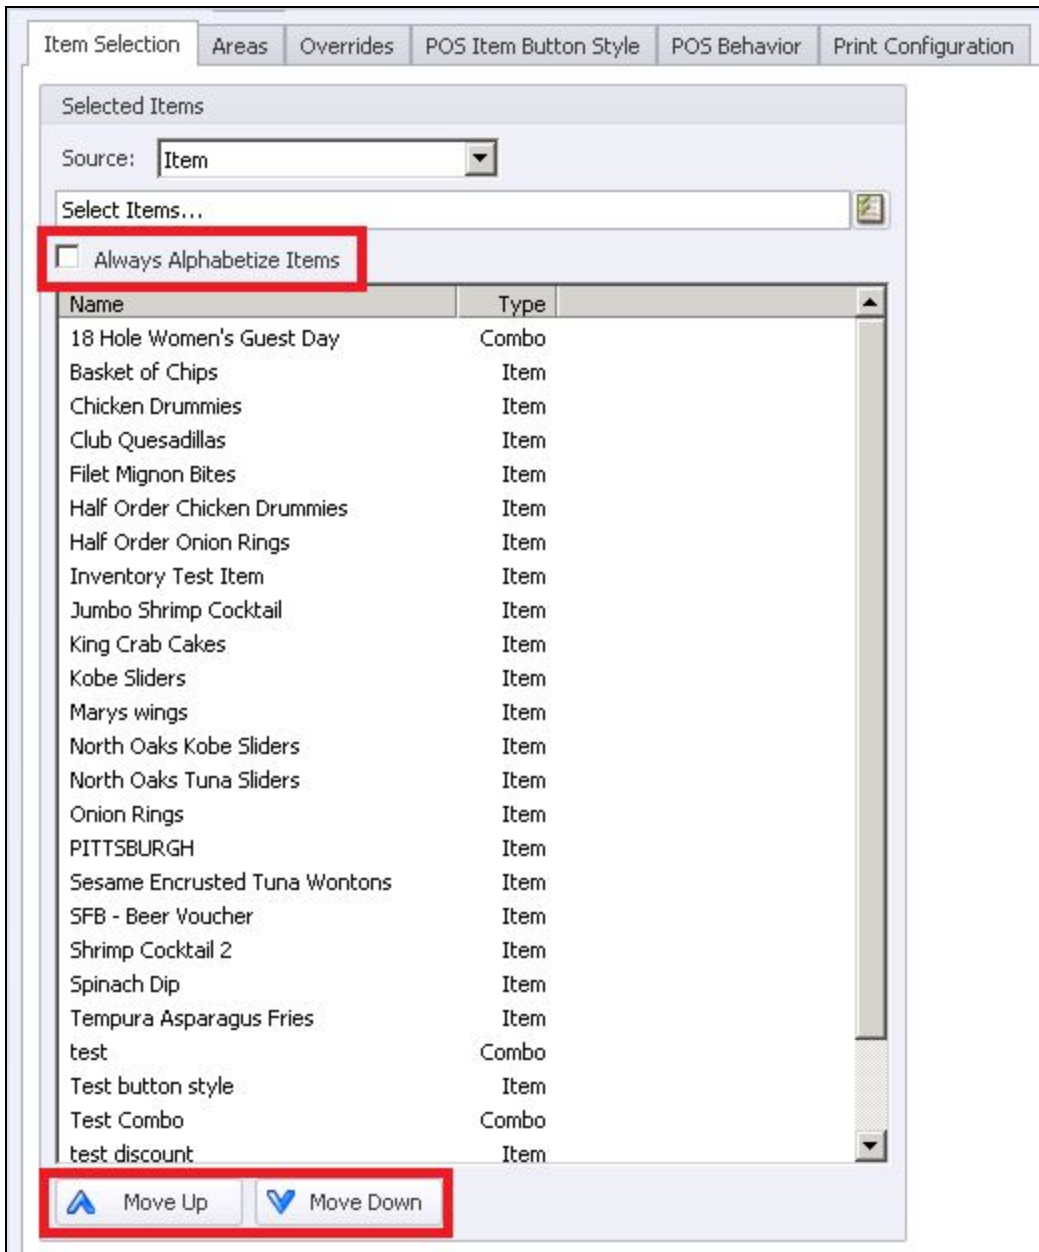 Item Selection Areas Overrides POS Item Button Style POS Behavior Print Configuration
Selected Items
Source: Item
Select Items...
Always Alphabetize Items
Name Type
18 Hole Women's Guest Day Combo
Basket of Chips Item
Chicken Drummies Item
Club Quesadillas Item
Filet Mignon Bites Item
Half Order Chicken Drummies Item
Half Order Onion Rings Item
Inventory Test Item Item
Jumbo Shrimp Cocktail Item
King Crab Cakes Item
Kobe Sliders Item
Marys wings Item
North Oaks Kobe Sliders Item
North Oaks Tuna Sliders Item
Onion Rings Item
PITTSBURGH Item
Sesame Encrusted Tuna Wontons Item
SFB - Beer Voucher Item
Shrimp Cocktail 2 Item
Spinach Dip Item
Tempura Asparagus Fries Item
test Combo
Test button style Item
Test Combo Combo
test discount Item
Move Up Move Down